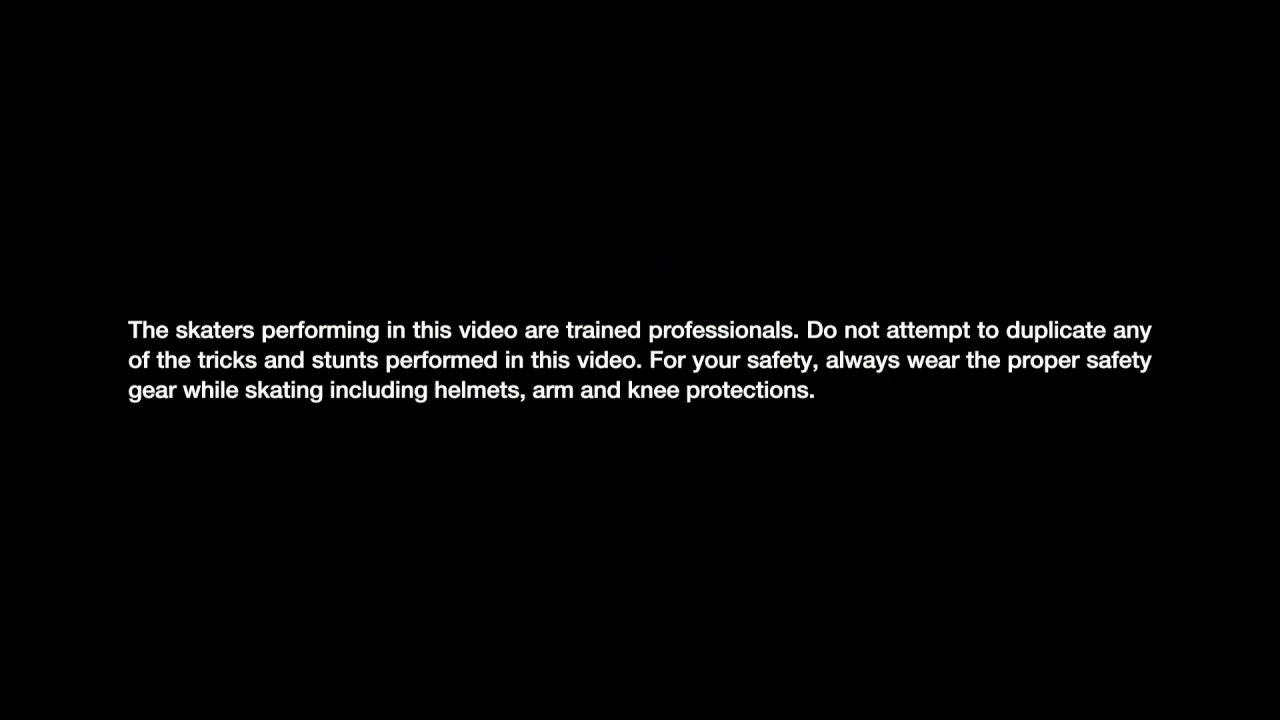 The skaters performing in this video are trained professionals. Do not attempt to duplicate any
of the tricks and stunts performed in this video. For your safety, always wear the proper safety
gear while skating including helmets, arm and knee protections.